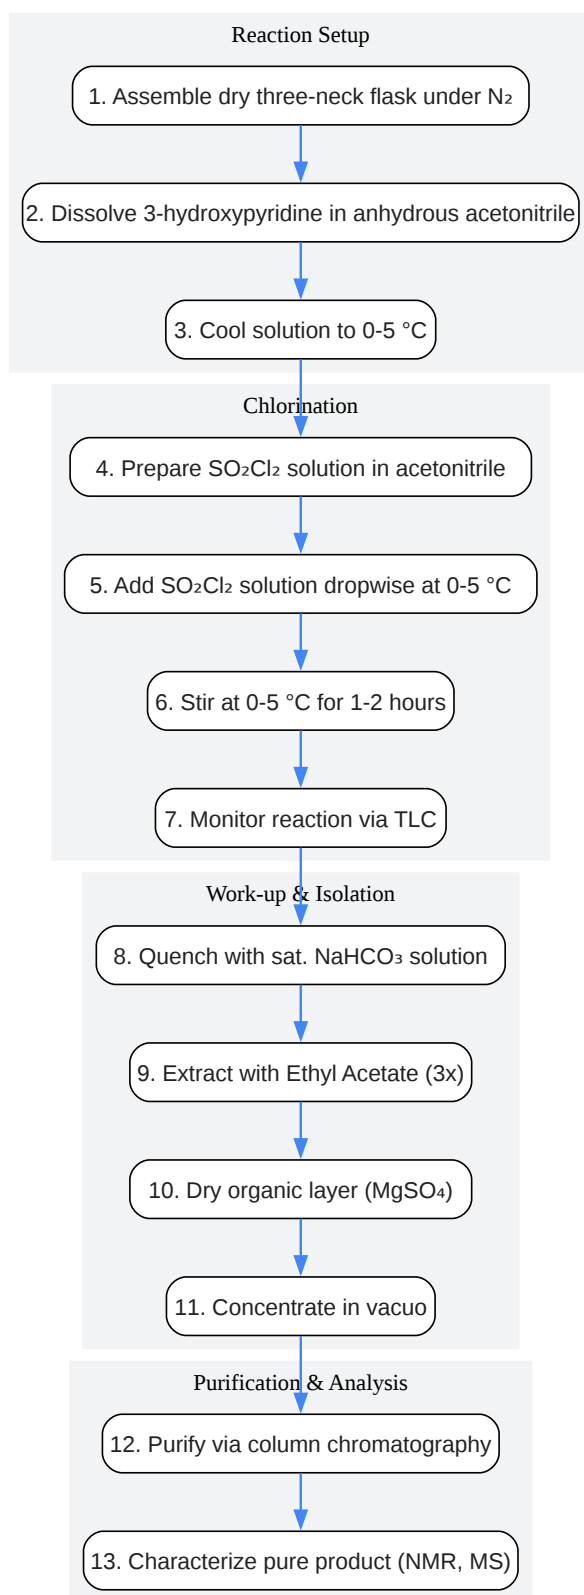 Reaction Setup
1. Assemble dry three-neck flask under N₂
2. Dissolve 3-hydroxypyridine in anhydrous acetonitrile
3. Cool solution to 0-5 °C
Chlorination
4. Prepare SO₂Cl₂ solution in acetonitrile
5. Add SO₂Cl₂ solution dropwise at 0-5 °C
6. Stir at 0-5 °C for 1-2 hours
7. Monitor reaction via TLC
Work-up & Isolation
8. Quench with sat. NaHCO₃ solution
9. Extract with Ethyl Acetate (3x)
10. Dry organic layer (MgSO₄)
11. Concentrate in vacuo
Purification & Analysis
12. Purify via column chromatography
13. Characterize pure product (NMR, MS)